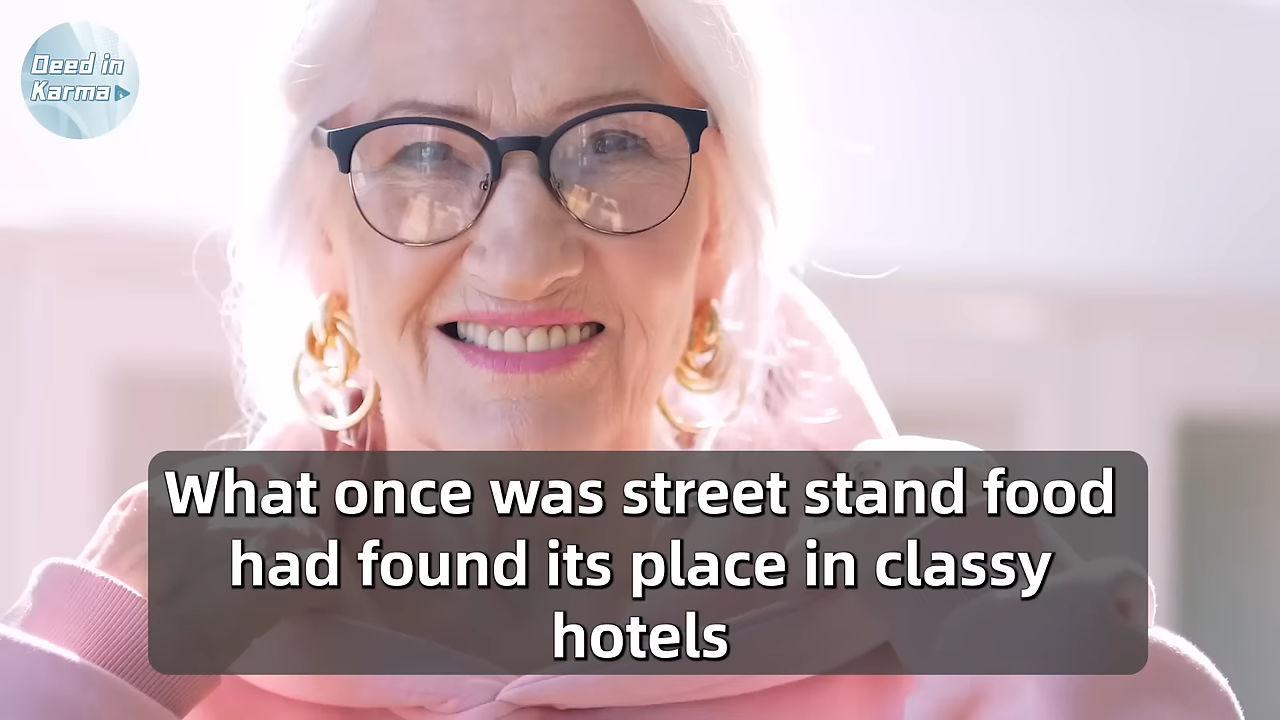 Deed in
Karma
What once was street stand food
had found its place in classy
hotels